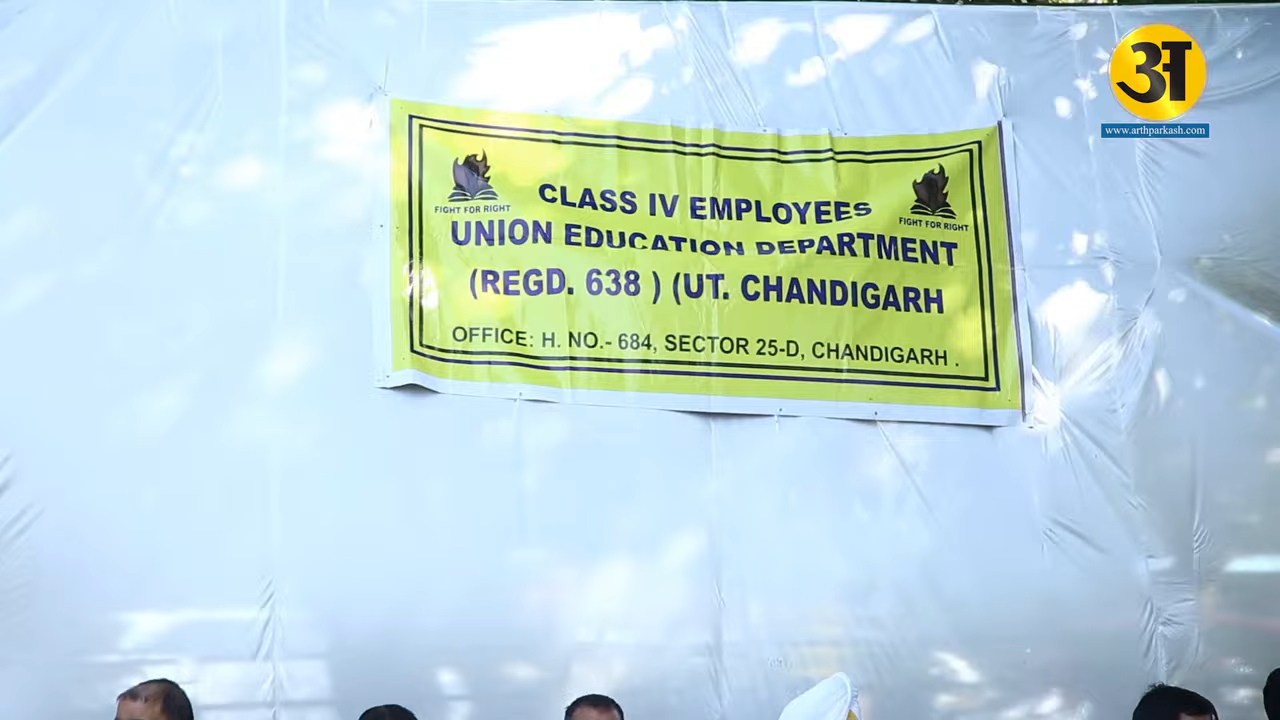 अ
www.arthparkash.com
FIGHT FOR RIGHT
FIGHT FOR RIGHT
CLASS IV EMPLOYEES
UNION EDUCATION DEPARTMENT
(REGD. 638 ) (UT. CHANDIGARH
OFFICE: H. NO.- 684, SECTOR 25-D, CHANDIGARH .